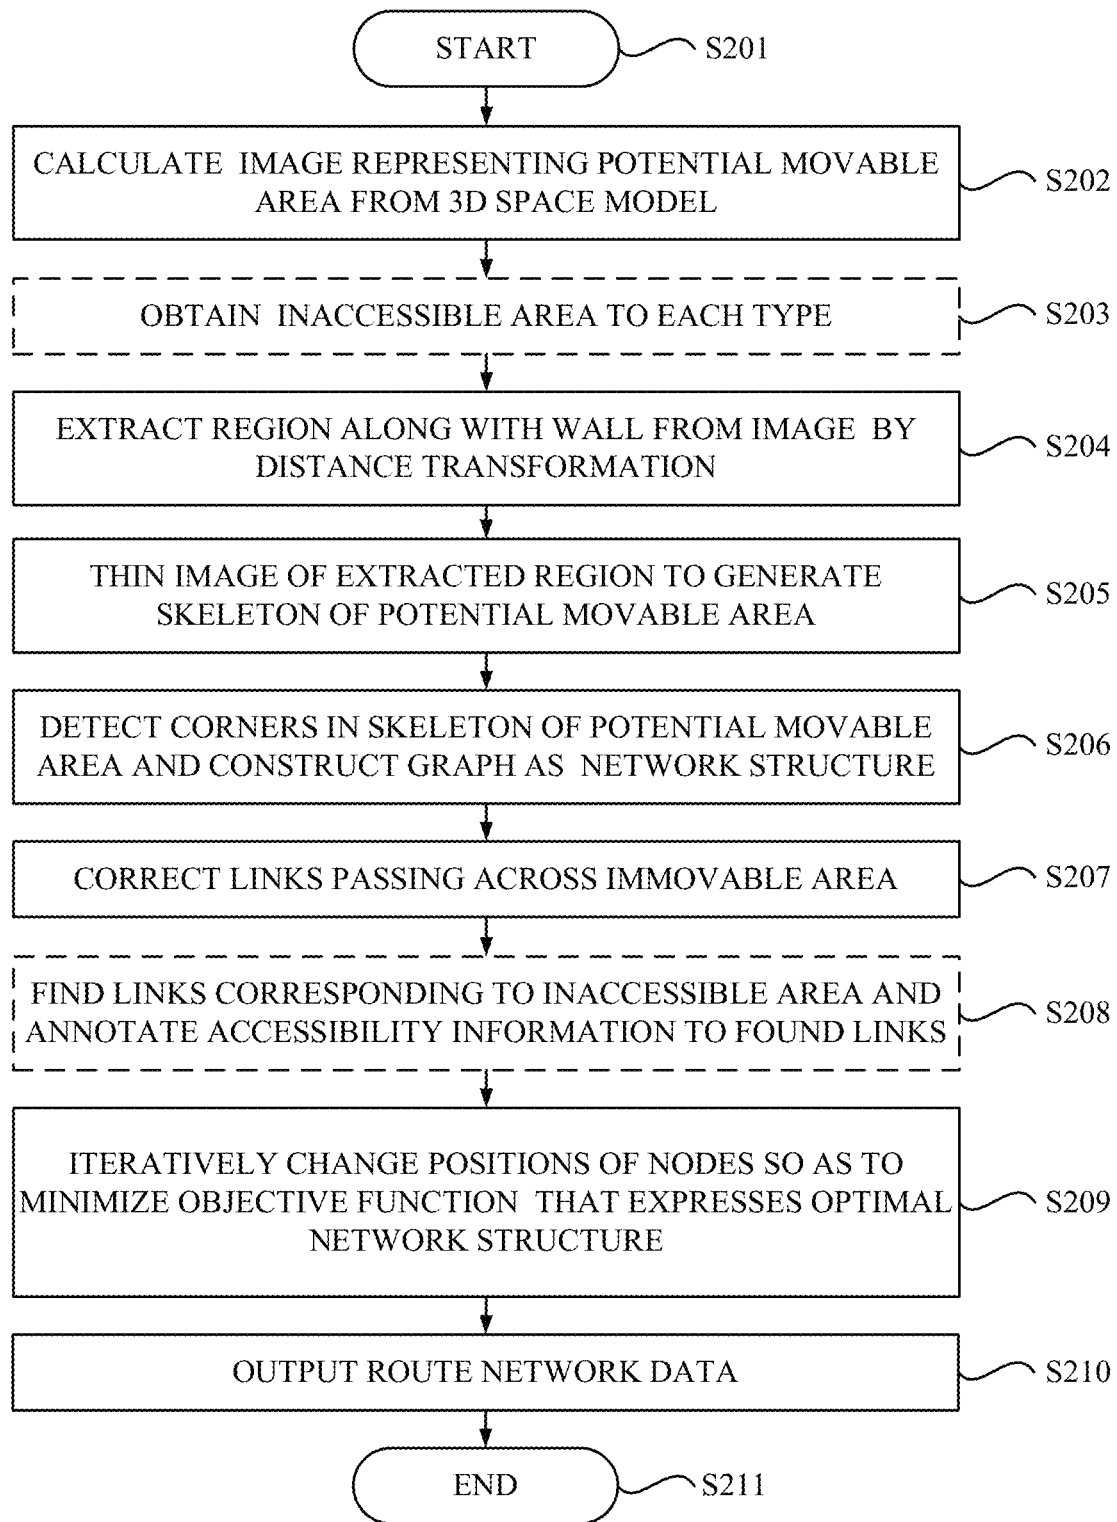 START
S201
CALCULATE IMAGE REPRESENTING POTENTIAL MOVABLE
AREA FROM 3D SPACE MODEL
S202
OBTAIN INACCESSIBLE AREA TO EACH TYPE
S203
EXTRACT REGION ALONG WITH WALL FROM IMAGE BY
DISTANCE TRANSFORMATION
S204
THIN IMAGE OF EXTRACTED REGION TO GENERATE
SKELETON OF POTENTIAL MOVABLE AREA
S205
DETECT CORNERS IN SKELETON OF POTENTIAL MOVABLE
AREA AND CONSTRUCT GRAPH AS NETWORK STRUCTURE
S206
CORRECT LINKS PASSING ACROSS IMMOVABLE AREA
S207
FIND LINKS CORRESPONDING TO INACCESSIBLE AREA AND
ANNOTATE ACCESSIBILITY INFORMATION TO FOUND LINKS
S208
ITERATIVELY CHANGE POSITIONS OF NODES SO AS TO
MINIMIZE OBJECTIVE FUNCTION THAT EXPRESSES OPTIMAL
NETWORK STRUCTURE
S209
OUTPUT ROUTE NETWORK DATA
S210
END
S211